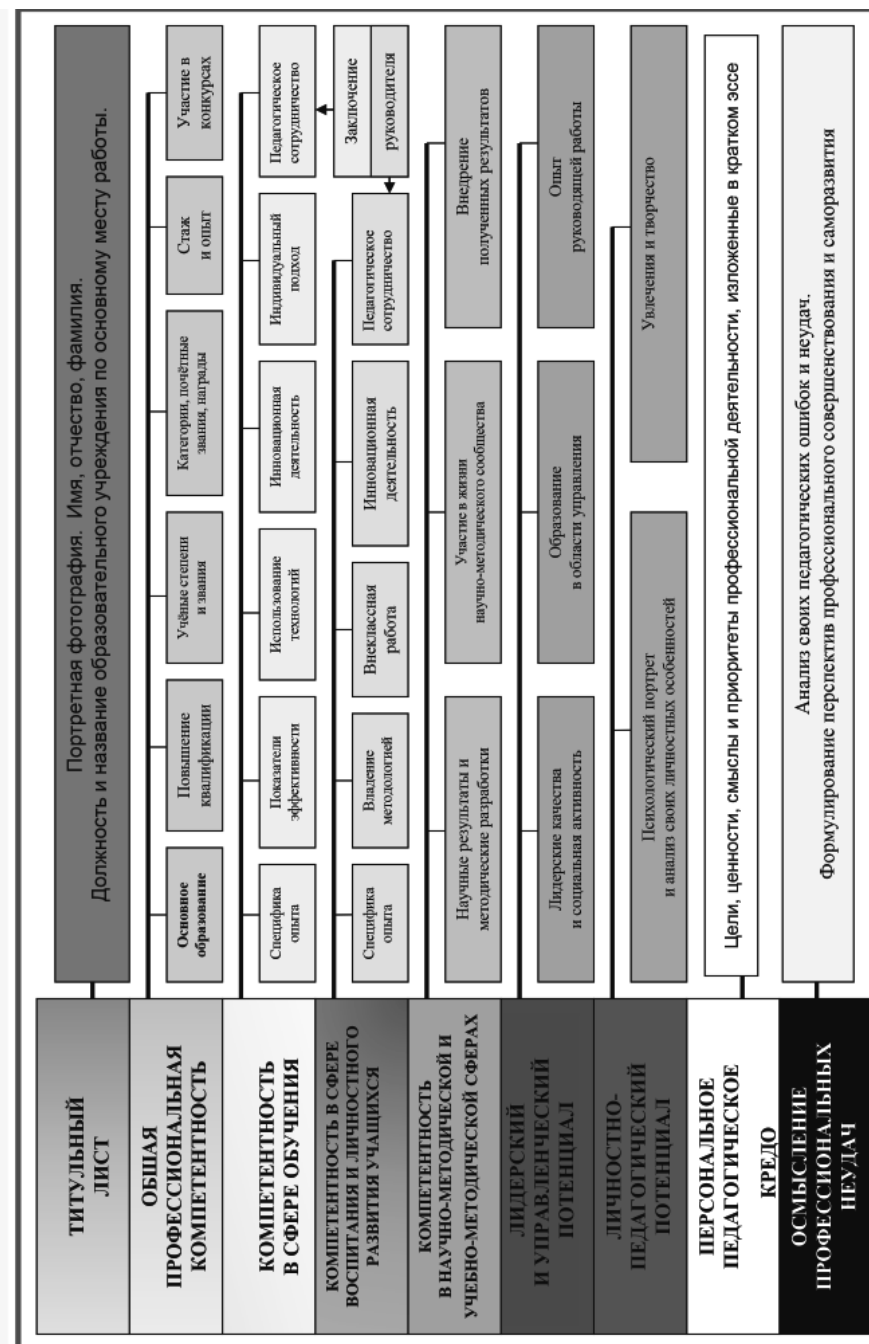 ТИТУЛЬНЫЙ
ЛИСТ
Портретная фотография. Имя, отчество, фамилия.
Должность и название образовательного учреждения по основному месту работы.
ОБЩАЯ
ПРОФЕССИОНАЛЬНАЯ
КОМПЕТЕНТНОСТЬ
Основное
образование
Повышение
квалификации
Учёные степени
и звания
Категории, почётные
звания, награды
Стаж
и опыт
Участие в
конкурсах
КОМПЕТЕНТНОСТЬ
В СФЕРЕ ОБУЧЕНИЯ
Специфика
опыта
Показатели
эффективности
Использование
технологий
Инновационная
деятельность
Индивидуальный
подход
Педагогическое
сотрудничество
КОМПЕТЕНТНОСТЬ В СФЕРЕ
ВОСПИТАНИЯ И ЛИЧНОСТНОГО
РАЗВИТИЯ УЧАЩИХСЯ
Специфика
опыта
Владение
методологией
Внеклассная
работа
Инновационная
деятельность
Педагогическое
сотрудничество
Заключение
руководителя
КОМПЕТЕНТНОСТЬ
В НАУЧНО-МЕТОДИЧЕСКОЙ И
УЧЕБНО-МЕТОДИЧЕСКОЙ СФЕРАХ
Научные результаты и
методические разработки
Участие в жизни
научно-методического сообщества
Внедрение
полученных результатов
ЛИДЕРСКИЙ
И УПРАВЛЕНЧЕСКИЙ
ПОТЕНЦИАЛ
Лидерские качества
и социальная активность
Образование
в области управления
Опыт
руководящей работы
ЛИЧНОСТНО-
ПЕДАГОГИЧЕСКИЙ
ПОТЕНЦИАЛ
Психологический портрет
и анализ своих личностных особенностей
Увлечения и творчество
ПЕРСОНАЛЬНОЕ
ПЕДАГОГИЧЕСКОЕ
КРЕДО
Цели, ценности, смыслы и приоритеты профессиональной деятельности, изложенные в кратком эссе
ОСМЫСЛЕНИЕ
ПРОФЕССИОНАЛЬНЫХ
НЕУДАЧ
Анализ своих педагогических ошибок и неудач.
Формулирование перспектив профессионального совершенствования и саморазвития